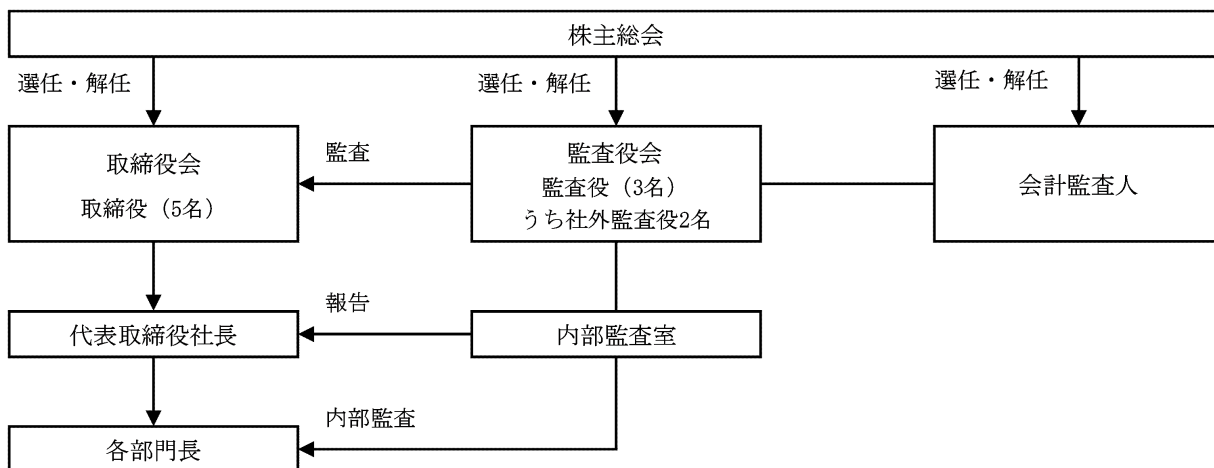 株主総会
選任・解任
選任・解任
選任・解任
取締役会
取締役（5名）
監査
監査役会
監査役（3名）
うち社外監査役2名
会計監査人
代表取締役社長
報告
内部監査室
各部門長
内部監査